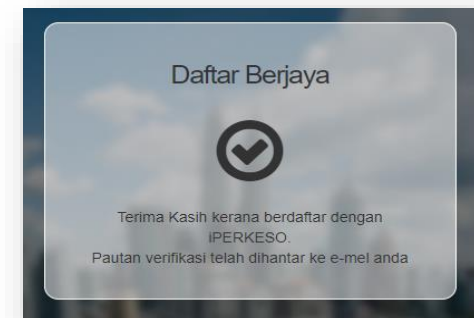 Daftar Berjaya
Terima Kasih kerana berdaftar dengan
iPERKESO.
Pautan verifikasi telah dihantar ke e-mel anda